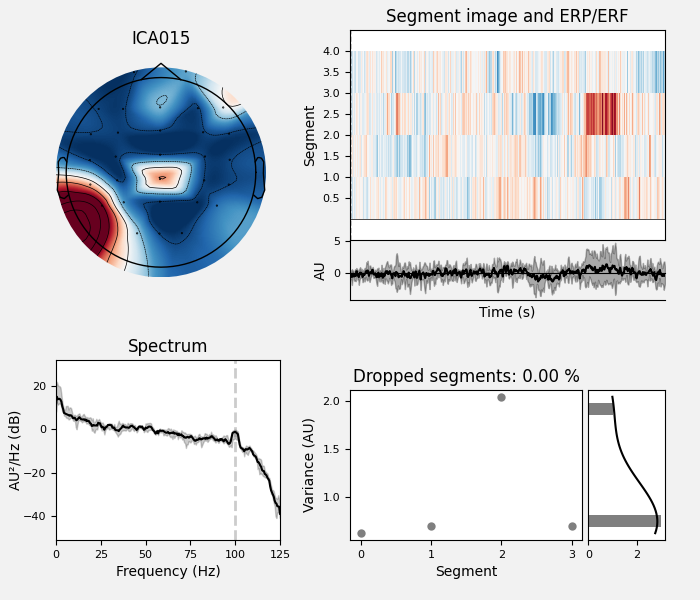 ICA015
Segment image and ERP/ERF
Segment
4.0
3.5
3.0
2.5
2.0
1.5
1.0
0.5
AU
5
0
Time (s)
Spectrum
AU²/Hz (dB)
20
0
−20
−40
0 25 50 75 100 125
Frequency (Hz)
Dropped segments: 0.00 %
Variance (AU)
2.0
1.5
1.0
0 1 2 3
Segment
0 2